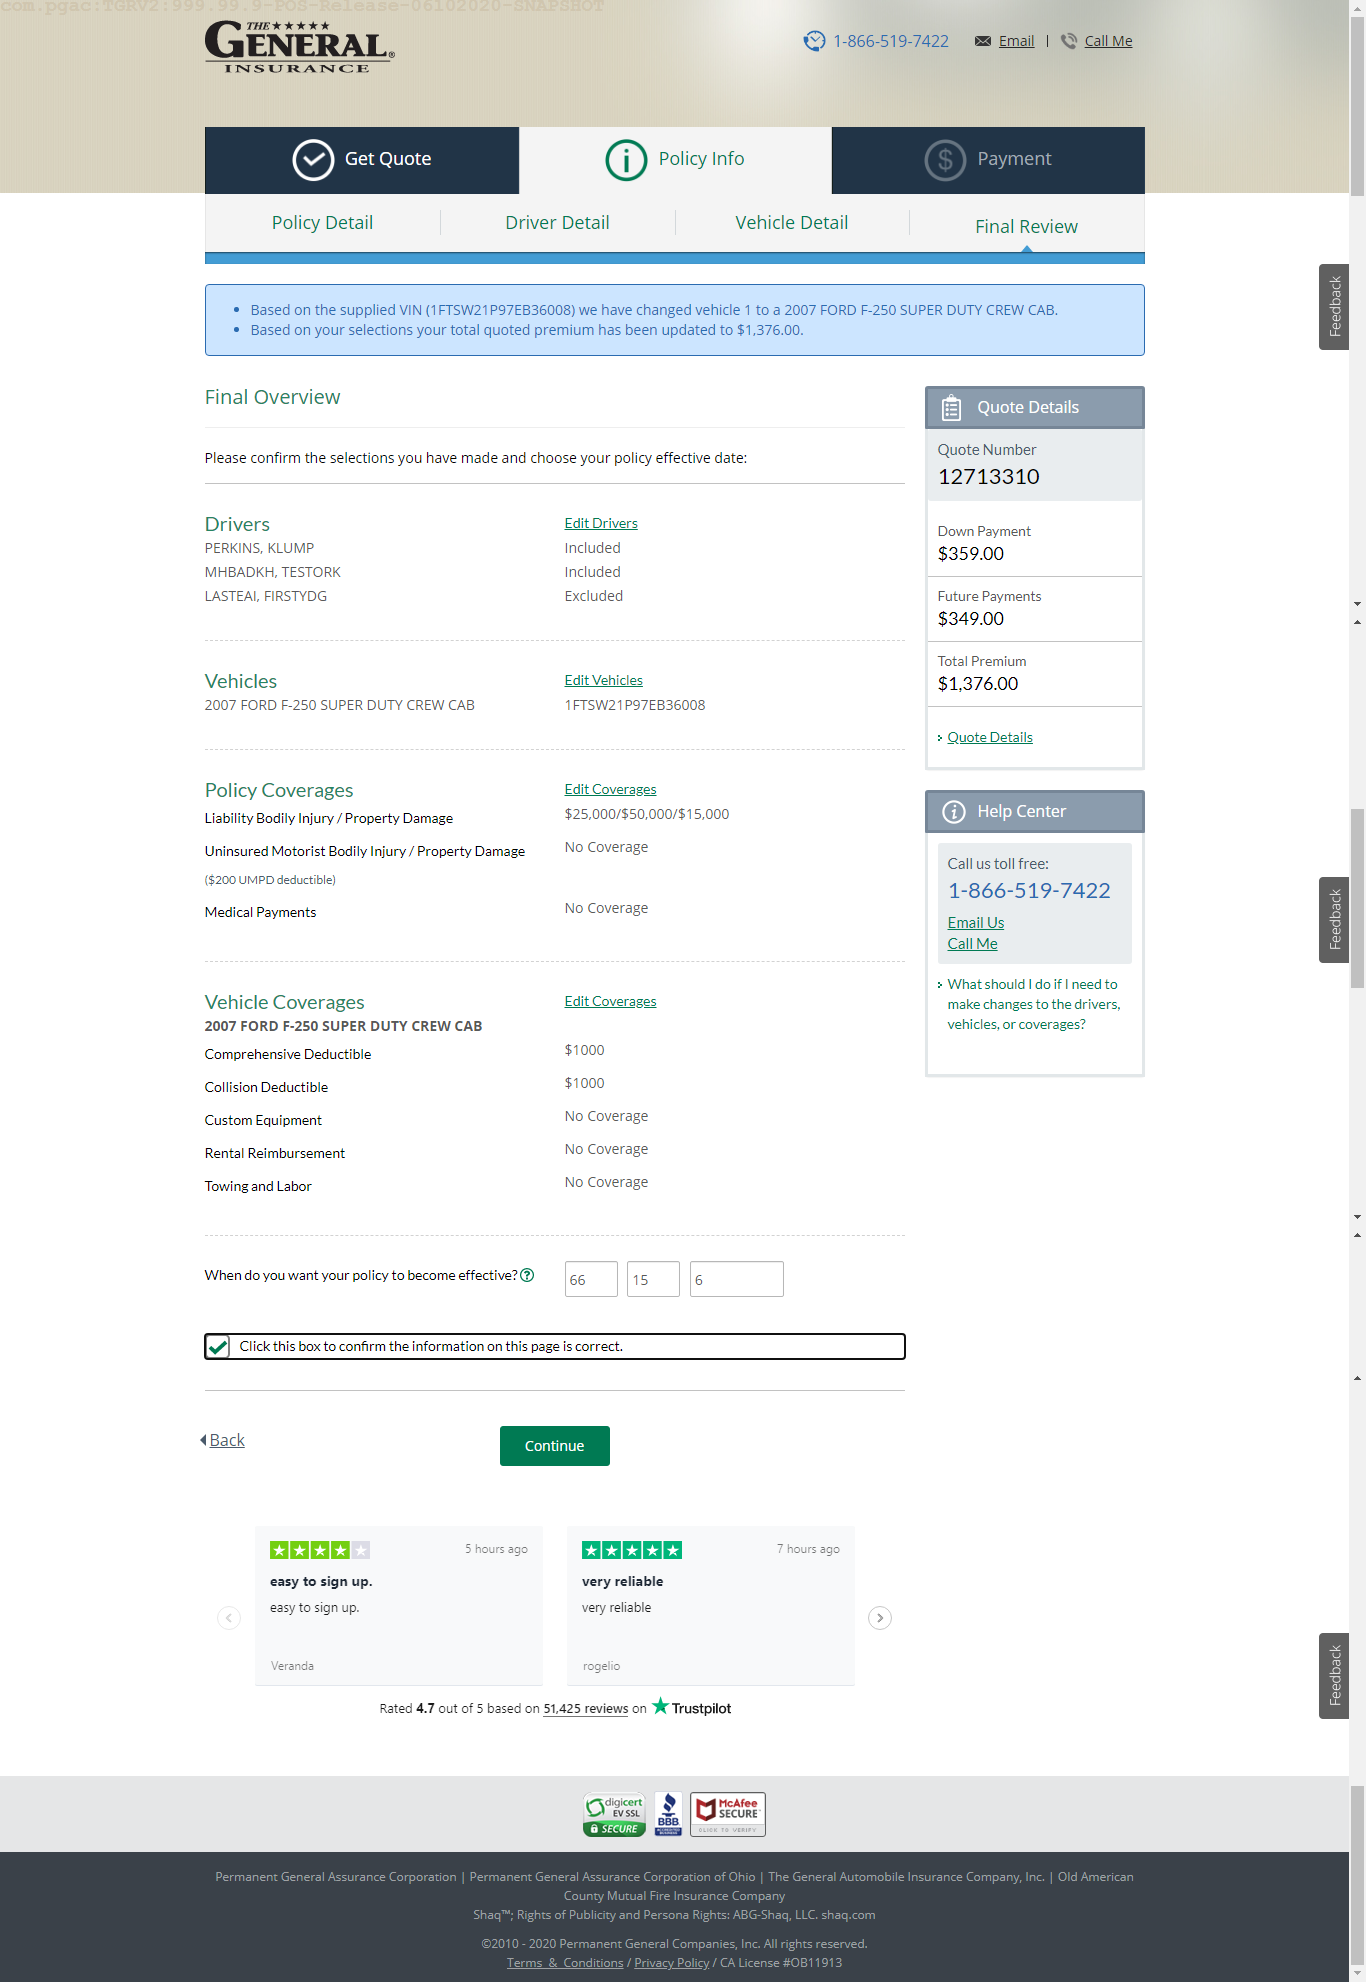 com.pgac:TGRV2:999.99.9-POS-Release-06102020-SNAPSHOT
THE
GENERAL®
INSURANCE
1-866-519-7422 Email | Call Me
Get Quote Policy Info Payment
Policy Detail Driver Detail Vehicle Detail Final Review
Based on the supplied VIN (1FTSW21P97EB36008) we have changed vehicle 1 to a 2007 FORD F-250 SUPER DUTY CREW CAB.
Based on your selections your total quoted premium has been updated to $1,376.00.
Final Overview
Please confirm the selections you have made and choose your policy effective date:
Drivers Edit Drivers
PERKINS, KLUMP Included
MHBADKH, TESTORK Included
LASTEAI, FIRSTYDG Excluded
Vehicles Edit Vehicles
2007 FORD F-250 SUPER DUTY CREW CAB 1FTSW21P97EB36008
Policy Coverages Edit Coverages
Liability Bodily Injury / Property Damage $25,000/$50,000/$15,000
Uninsured Motorist Bodily Injury / Property Damage No Coverage
($200 UMPD deductible)
Medical Payments No Coverage
Vehicle Coverages Edit Coverages
2007 FORD F-250 SUPER DUTY CREW CAB
Comprehensive Deductible $1000
Collision Deductible $1000
Custom Equipment No Coverage
Rental Reimbursement No Coverage
Towing and Labor No Coverage
When do you want your policy to become effective? 66 15 6
Click this box to confirm the information on this page is correct.
Back Continue
Quote Details
Quote Number
12713310
Down Payment
$359.00
Future Payments
$349.00
Total Premium
$1,376.00
Quote Details
Help Center
Call us toll free:
1-866-519-7422
Email Us
Call Me
What should I do if I need to
make changes to the drivers,
vehicles, or coverages?
Feedback
Feedback
Feedback
5 hours ago
easy to sign up.
easy to sign up.
Veranda
7 hours ago
very reliable
very reliable
rogelio
Rated 4.7 out of 5 based on 51,425 reviews on Trustpilot
digicert
EV SSL
SECURE
BBB
ACCREDITED
BUSINESS
McAfee
SECURE
CLICK TO VERIFY
Permanent General Assurance Corporation | Permanent General Assurance Corporation of Ohio | The General Automobile Insurance Company, Inc. | Old American
County Mutual Fire Insurance Company
Shaq™; Rights of Publicity and Persona Rights: ABG-Shaq, LLC. shaq.com
©2010 - 2020 Permanent General Companies, Inc. All rights reserved.
Terms & Conditions / Privacy Policy / CA License #OB11913